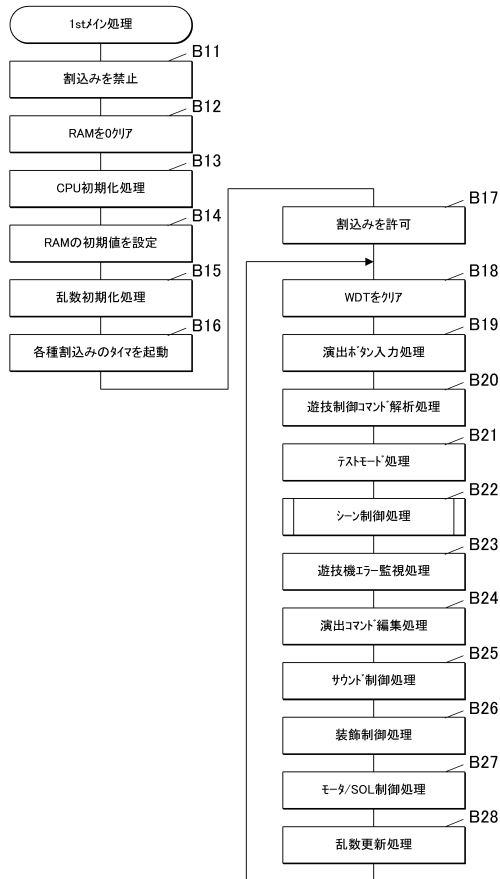 1stメイン処理
B11
割込みを禁止
B12
RAMを0クリア
B13
CPU初期化処理
B14
RAMの初期値を設定
B15
乱数初期化処理
B16
各種割込みのタイマを起動
B17
割込みを許可
B18
WDTをクリア
B19
演出ボタン入力処理
B20
遊技制御コマンド解析処理
B21
テストモード処理
B22
シーン制御処理
B23
遊技機エラー監視処理
B24
演出コマンド編集処理
B25
サウンド制御処理
B26
装飾制御処理
B27
モータ/SOL制御処理
B28
乱数更新処理